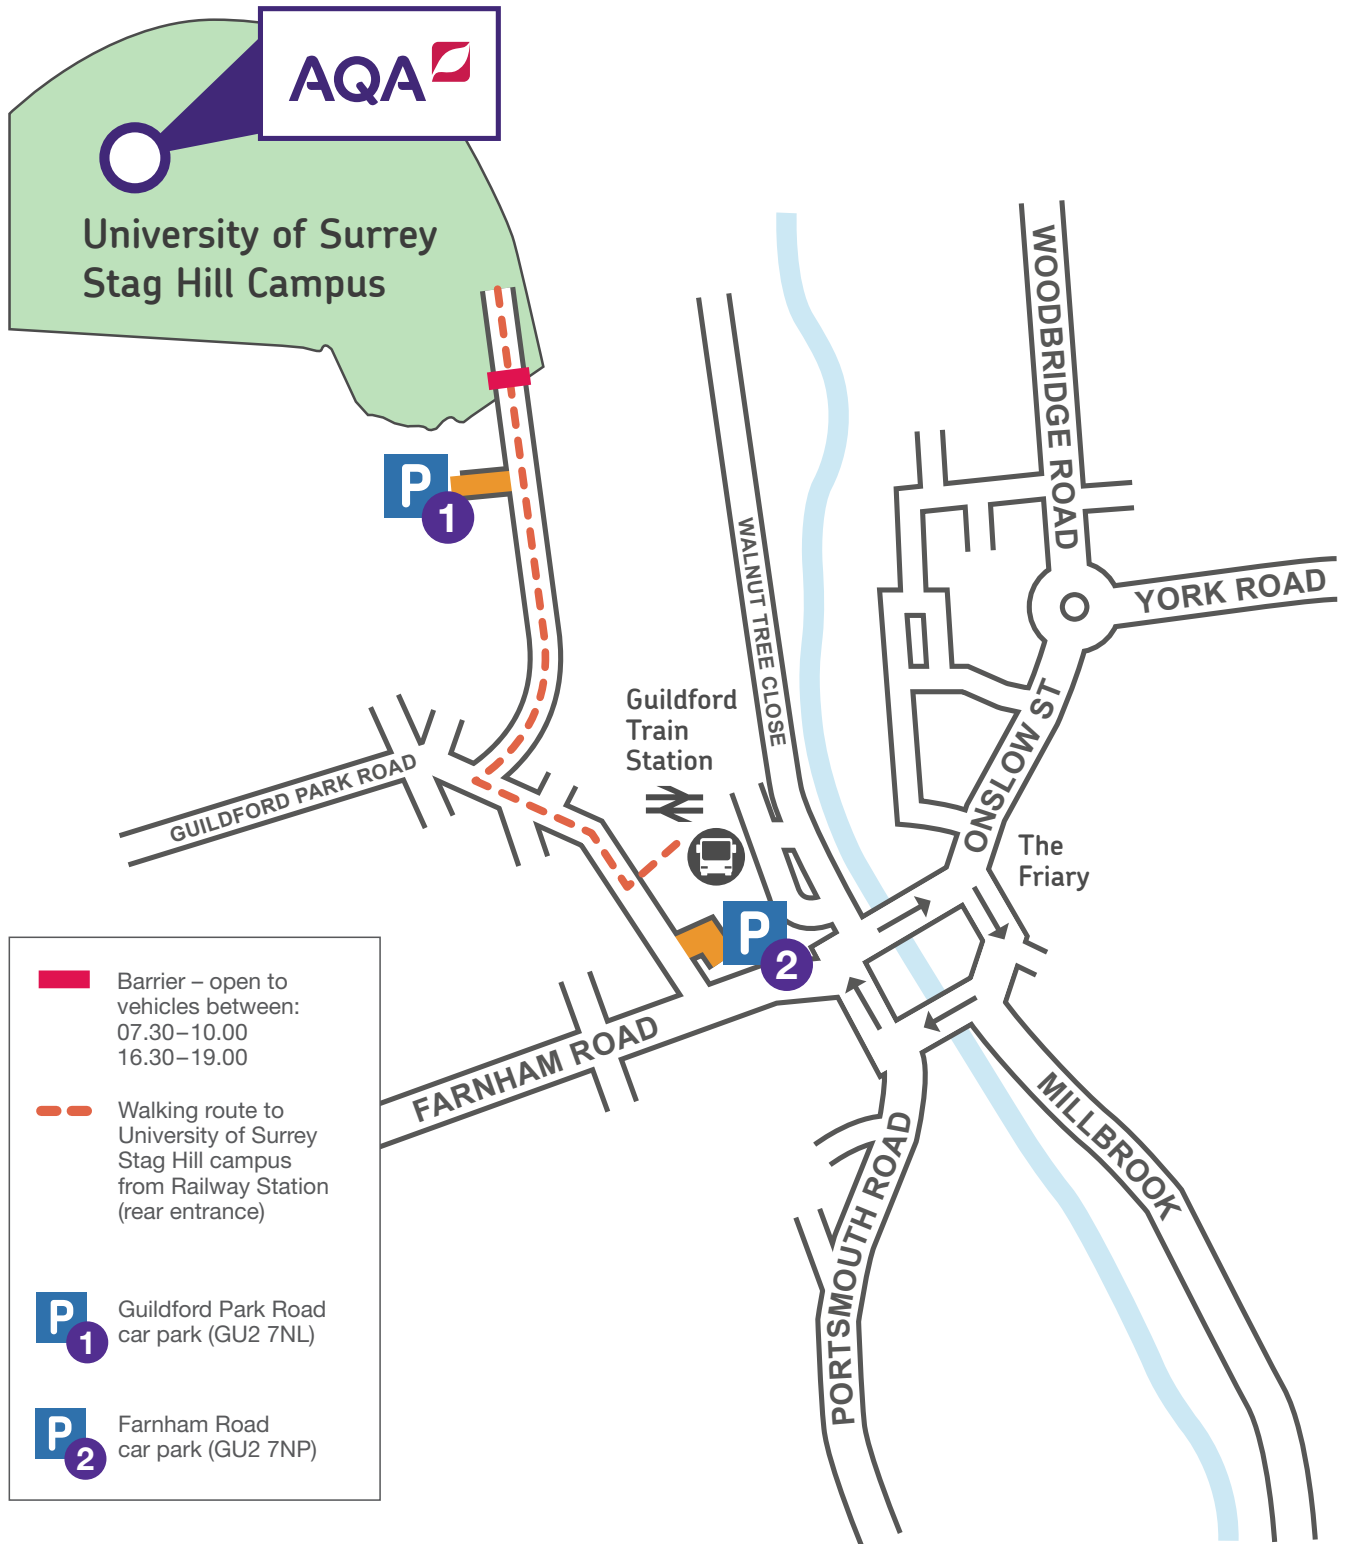 AQA
University of Surrey
Stag Hill Campus
WOODBRIDGE ROAD
P
1
WALNUT TREE CLOSE
YORK ROAD
Guildford
Train
Station
ONSLOW ST
GUILDFORD PARK ROAD
The
Friary
P
2
FARNHAM ROAD
MILLBROOK
PORTSMOUTH ROAD
Barrier – open to
vehicles between:
07.30–10.00
16.30–19.00
Walking route to
University of Surrey
Stag Hill campus
from Railway Station
(rear entrance)
P
1
Guildford Park Road
car park (GU2 7NL)
P
2
Farnham Road
car park (GU2 7NP)